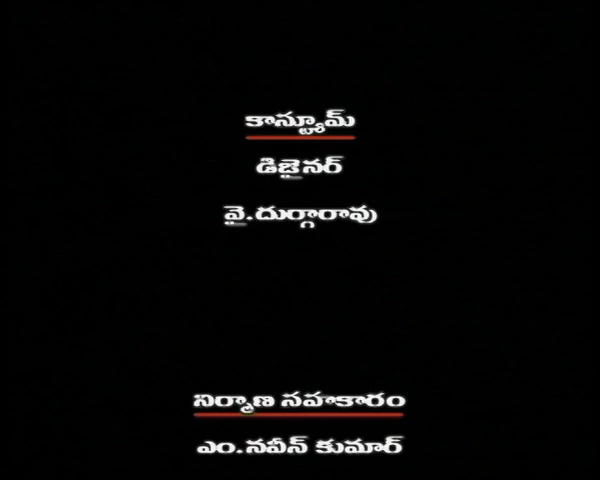 కాస్ట్యూమ్
డిజైనర్
వై.దుర్గారావు
నిర్మాణ సహకారం
ఎం.నవీన్ కుమార్